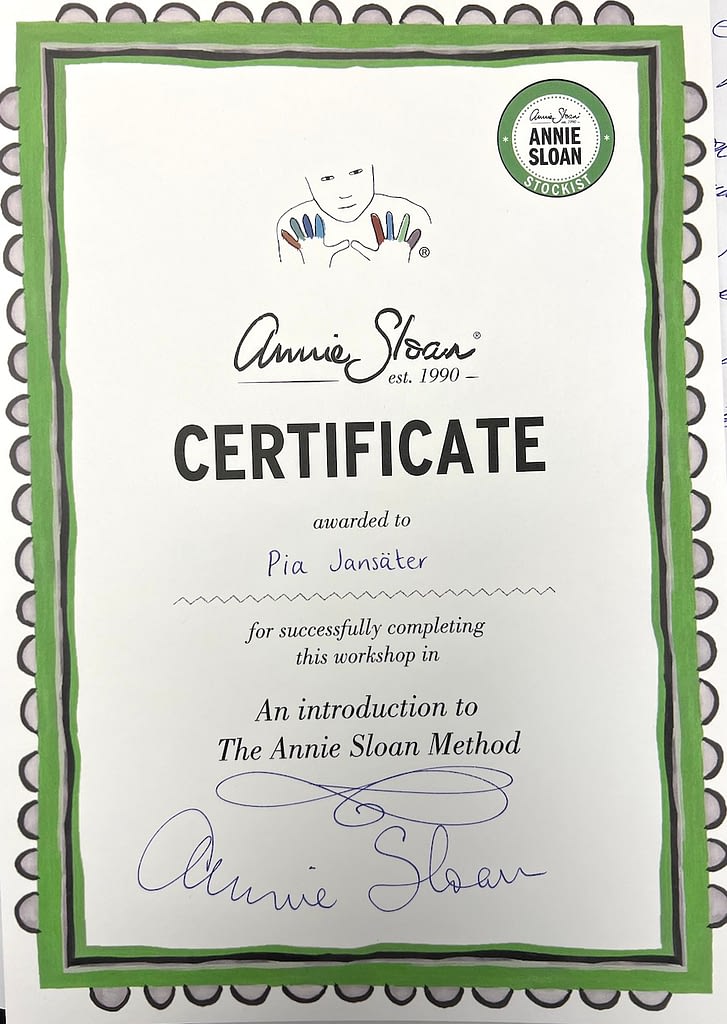 Annie Sloan
est. 1990
ANNIE
SLOAN
STOCKIST
®
Annie Sloan®
est. 1990
CERTIFICATE
awarded to
Pia Jansäter
for successfully completing
this workshop in
An introduction to
The Annie Sloan Method
Annie Sloan